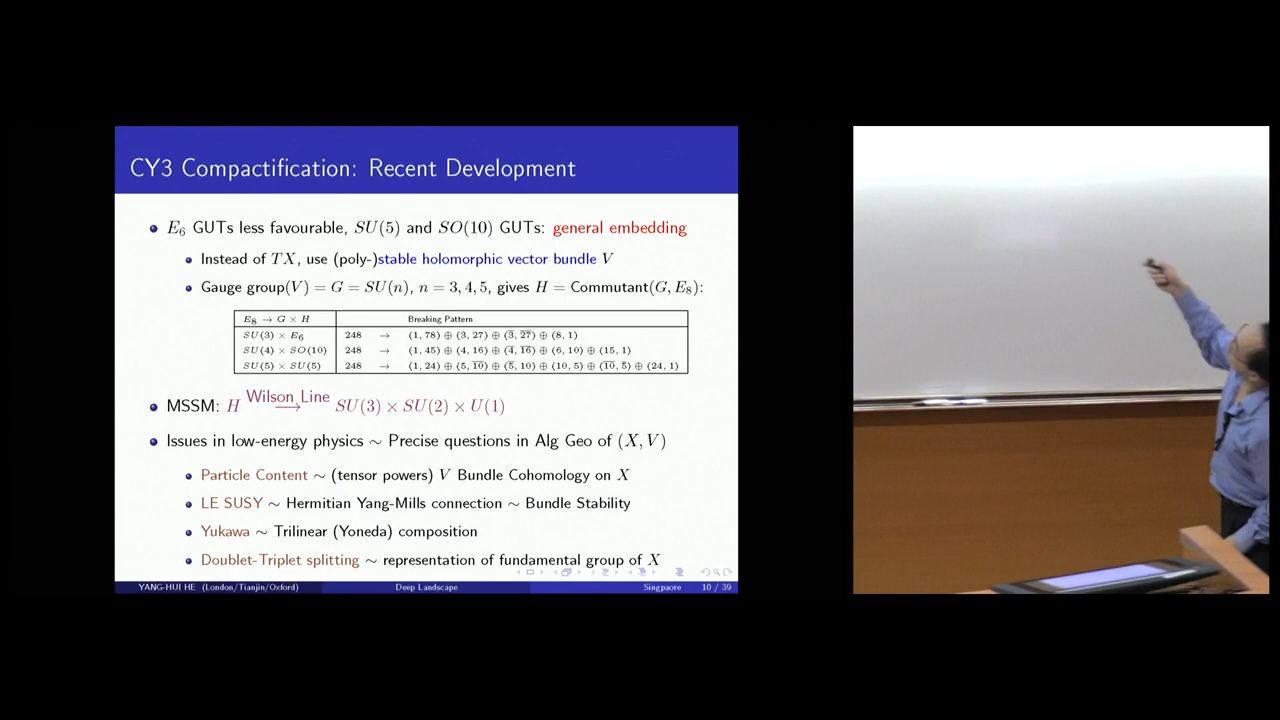 CY3 Compactification: Recent Development
E₆ GUTs less favourable, SU(5) and SO(10) GUTs: general embedding
Instead of TX, use (poly-)stable holomorphic vector bundle V
Gauge group(V) = G = SU(n), n = 3, 4, 5, gives H = Commutant(G, E₈):
E₈ → G × H Breaking Pattern
SU(3) × E₆ 248 → (1, 78) ⊕ (3, 27) ⊕ (3̅, 2̅7̅) ⊕ (8, 1)
SU(4) × SO(10) 248 → (1, 45) ⊕ (4, 16) ⊕ (4̅, 1̅6̅) ⊕ (6, 10) ⊕ (15, 1)
SU(5) × SU(5) 248 → (1, 24) ⊕ (5, 1̅0̅) ⊕ (5̅, 10) ⊕ (10, 5) ⊕ (1̅0̅, 5) ⊕ (24, 1)
MSSM: H Wilson Line ⟶ SU(3) × SU(2) × U(1)
Issues in low-energy physics ∼ Precise questions in Alg Geo of (X, V)
Particle Content ∼ (tensor powers) V Bundle Cohomology on X
LE SUSY ∼ Hermitian Yang-Mills connection ∼ Bundle Stability
Yukawa ∼ Trilinear (Yoneda) composition
Doublet-Triplet splitting ∼ representation of fundamental group of X
YANG-HUI HE (London/Tianjin/Oxford) Deep Landscape Singpaore 10 / 39